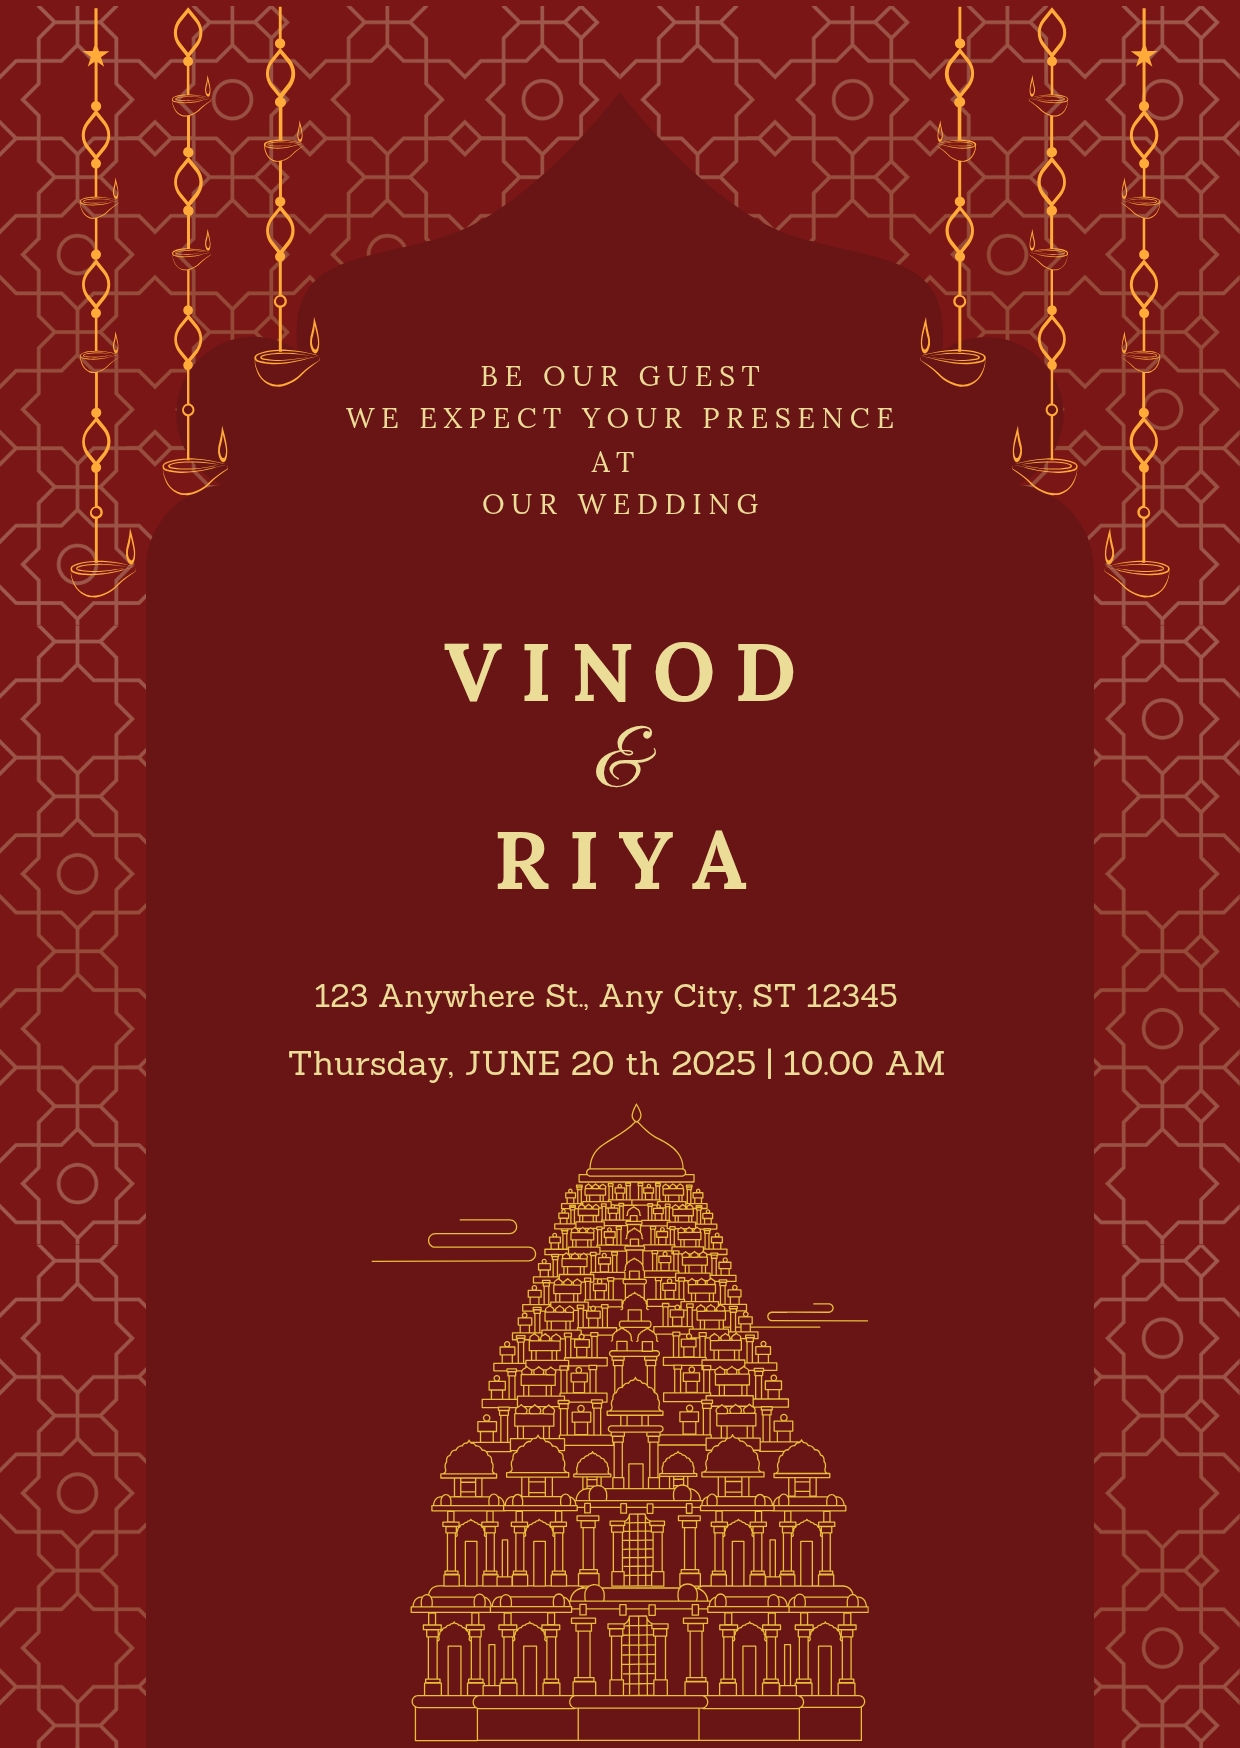 BE OUR GUEST
WE EXPECT YOUR PRESENCE
AT
OUR WEDDING
VINOD
&
RIYA
123 Anywhere St., Any City, ST 12345
Thursday, JUNE 20 th 2025 | 10.00 AM